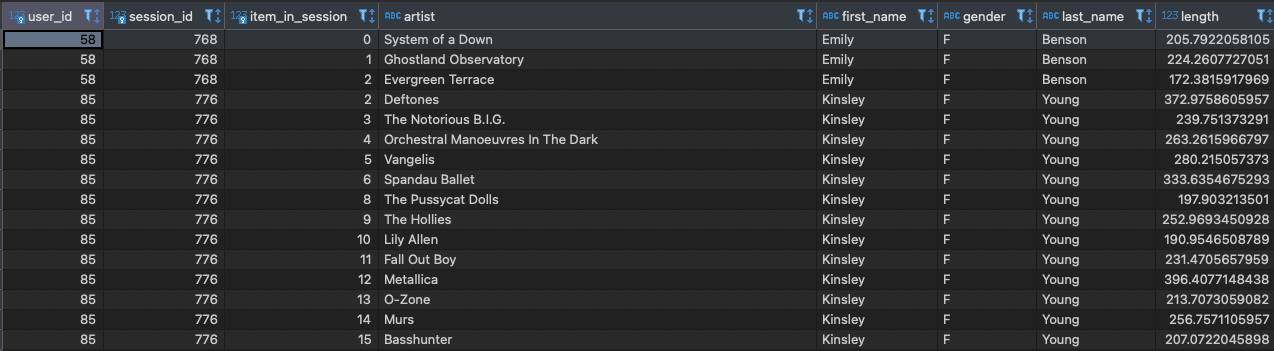 123 user_id 123 session_id 123 item_in_session ABC artist ABC first_name ABC gender ABC last_name 123 length
58 768 0 System of a Down Emily F Benson 205.7922058105
58 768 1 Ghostland Observatory Emily F Benson 224.2607727051
58 768 2 Evergreen Terrace Emily F Benson 172.3815917969
85 776 2 Deftones Kinsley F Young 372.9758605957
85 776 3 The Notorious B.I.G. Kinsley F Young 239.751373291
85 776 4 Orchestral Manoeuvres In The Dark Kinsley F Young 263.2615966797
85 776 5 Vangelis Kinsley F Young 280.215057373
85 776 6 Spandau Ballet Kinsley F Young 333.6354675293
85 776 8 The Pussycat Dolls Kinsley F Young 197.903213501
85 776 9 The Hollies Kinsley F Young 252.9693450928
85 776 10 Lily Allen Kinsley F Young 190.9546508789
85 776 11 Fall Out Boy Kinsley F Young 231.4705657959
85 776 12 Metallica Kinsley F Young 396.4077148438
85 776 13 O-Zone Kinsley F Young 213.7073059082
85 776 14 Murs Kinsley F Young 256.7571105957
85 776 15 Basshunter Kinsley F Young 207.0722045898